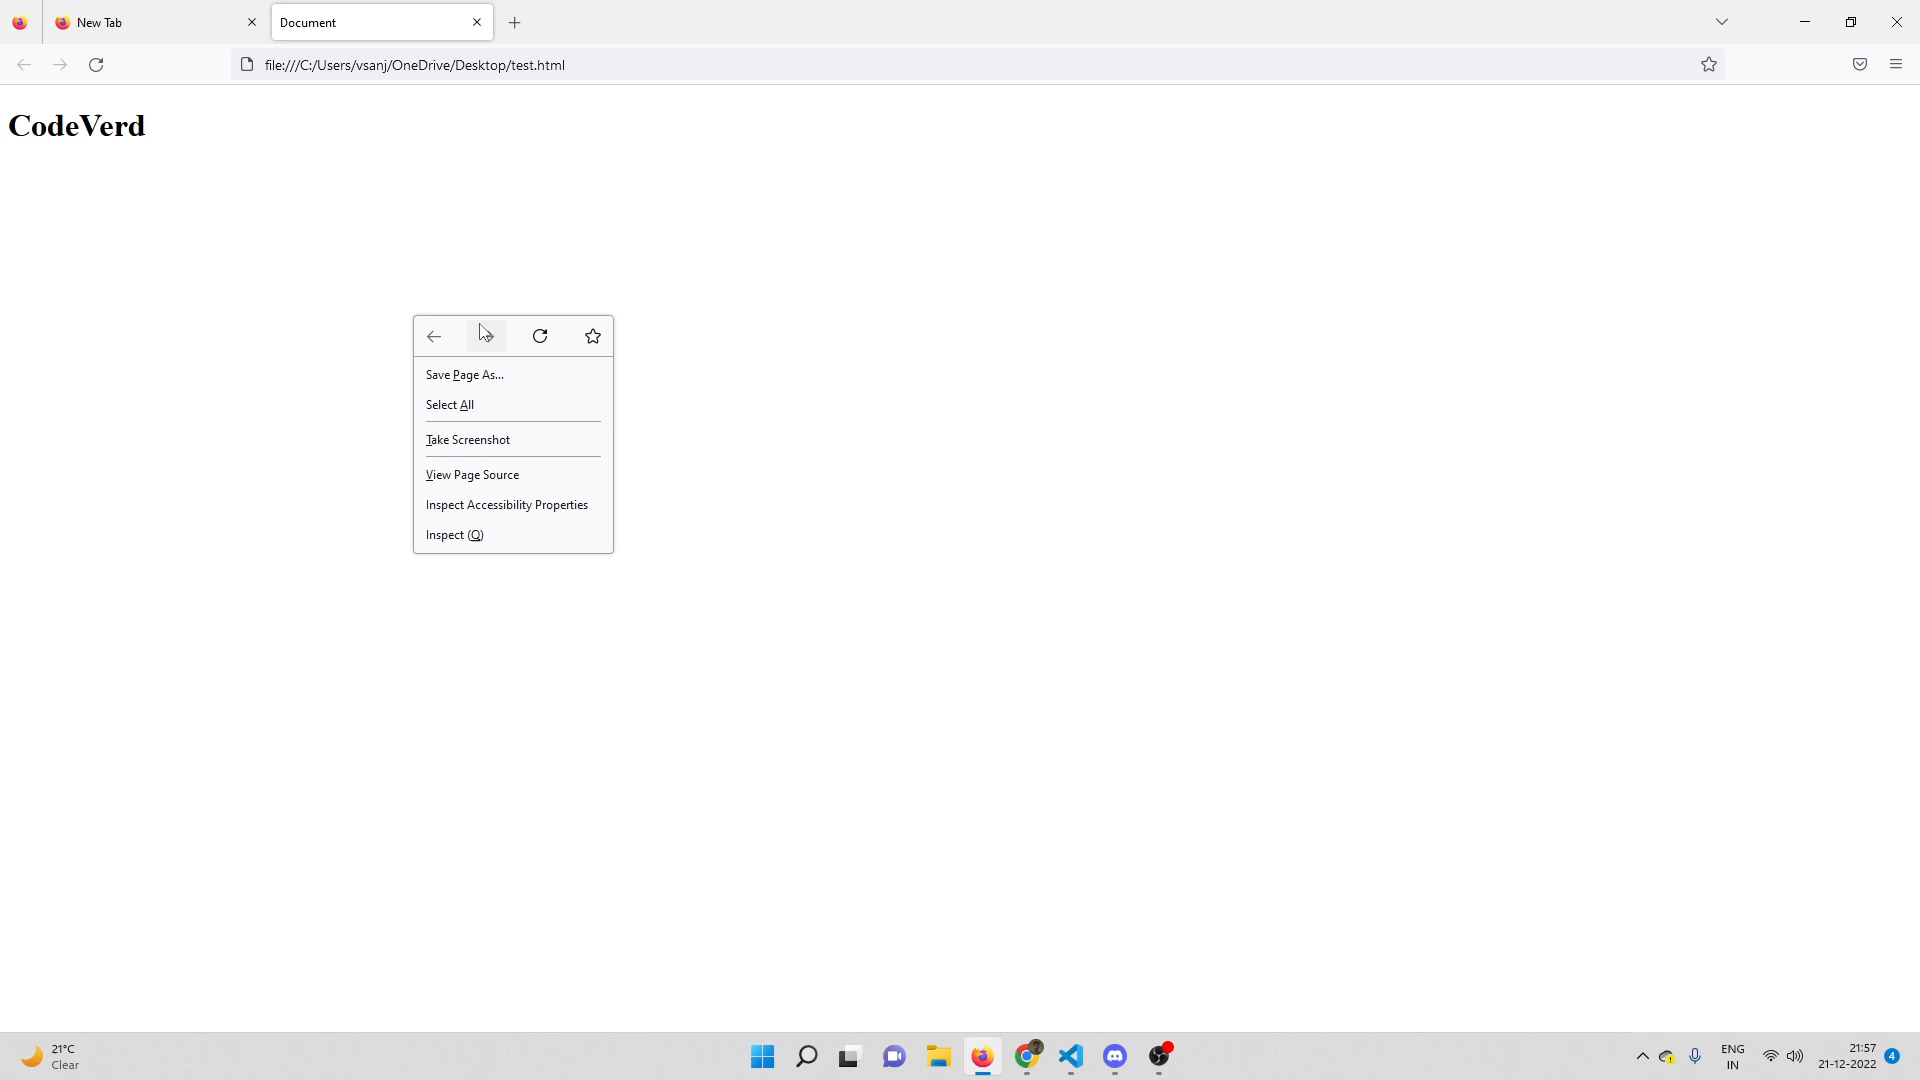 New Tab
Document
file:///C:/Users/vsanj/OneDrive/Desktop/test.html
CodeVerd
Save Page As...
Select All
Take Screenshot
View Page Source
Inspect Accessibility Properties
Inspect (Q)
21°C
Clear
ENG
IN
21:57
21-12-2022
4